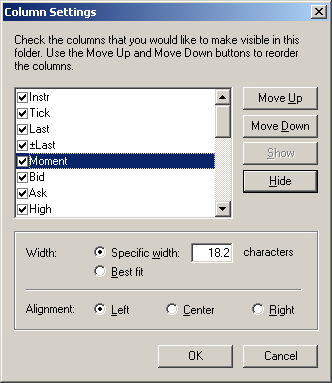 Column Settings
Check the columns that you would like to make visible in this
folder. Use the Move Up and Move Down buttons to reorder
the columns.
Instr
Tick
Last
±Last
Moment
Bid
Ask
High
Move Up
Move Down
Show
Hide
Width:
Specific width:
18.2
characters
Best fit
Alignment:
Left
Center
Right
OK
Cancel